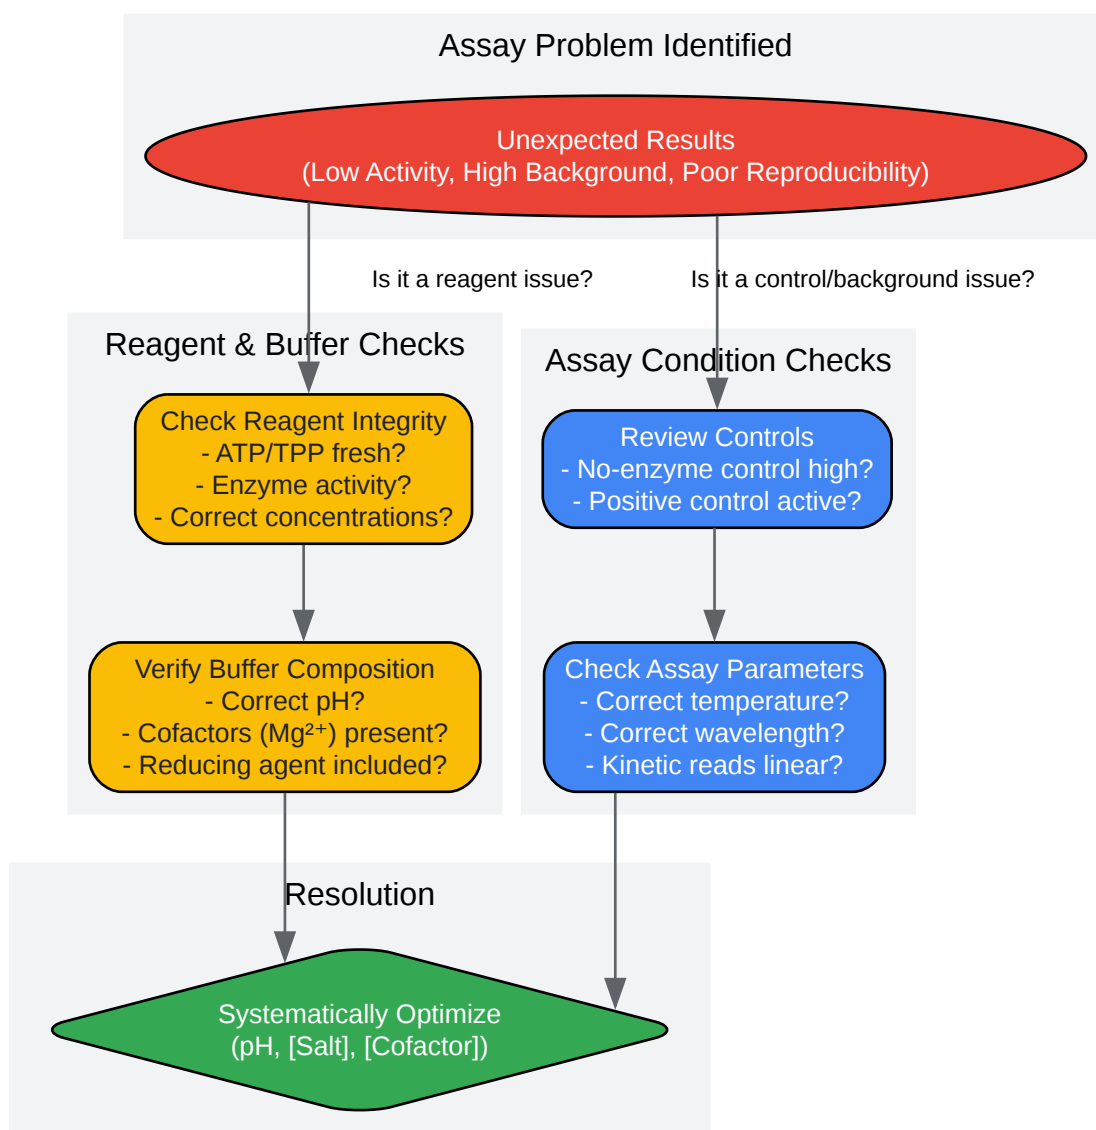 Assay Problem Identified
Unexpected Results
(Low Activity, High Background, Poor Reproducibility)
Is it a reagent issue?
Is it a control/background issue?
Reagent & Buffer Checks
Assay Condition Checks
Check Reagent Integrity
- ATP/TPP fresh?
- Enzyme activity?
- Correct concentrations?
Review Controls
- No-enzyme control high?
- Positive control active?
Verify Buffer Composition
- Correct pH?
- Cofactors (Mg²⁺) present?
- Reducing agent included?
Check Assay Parameters
- Correct temperature?
- Correct wavelength?
- Kinetic reads linear?
Resolution
Systematically Optimize
(pH, [Salt], [Cofactor])